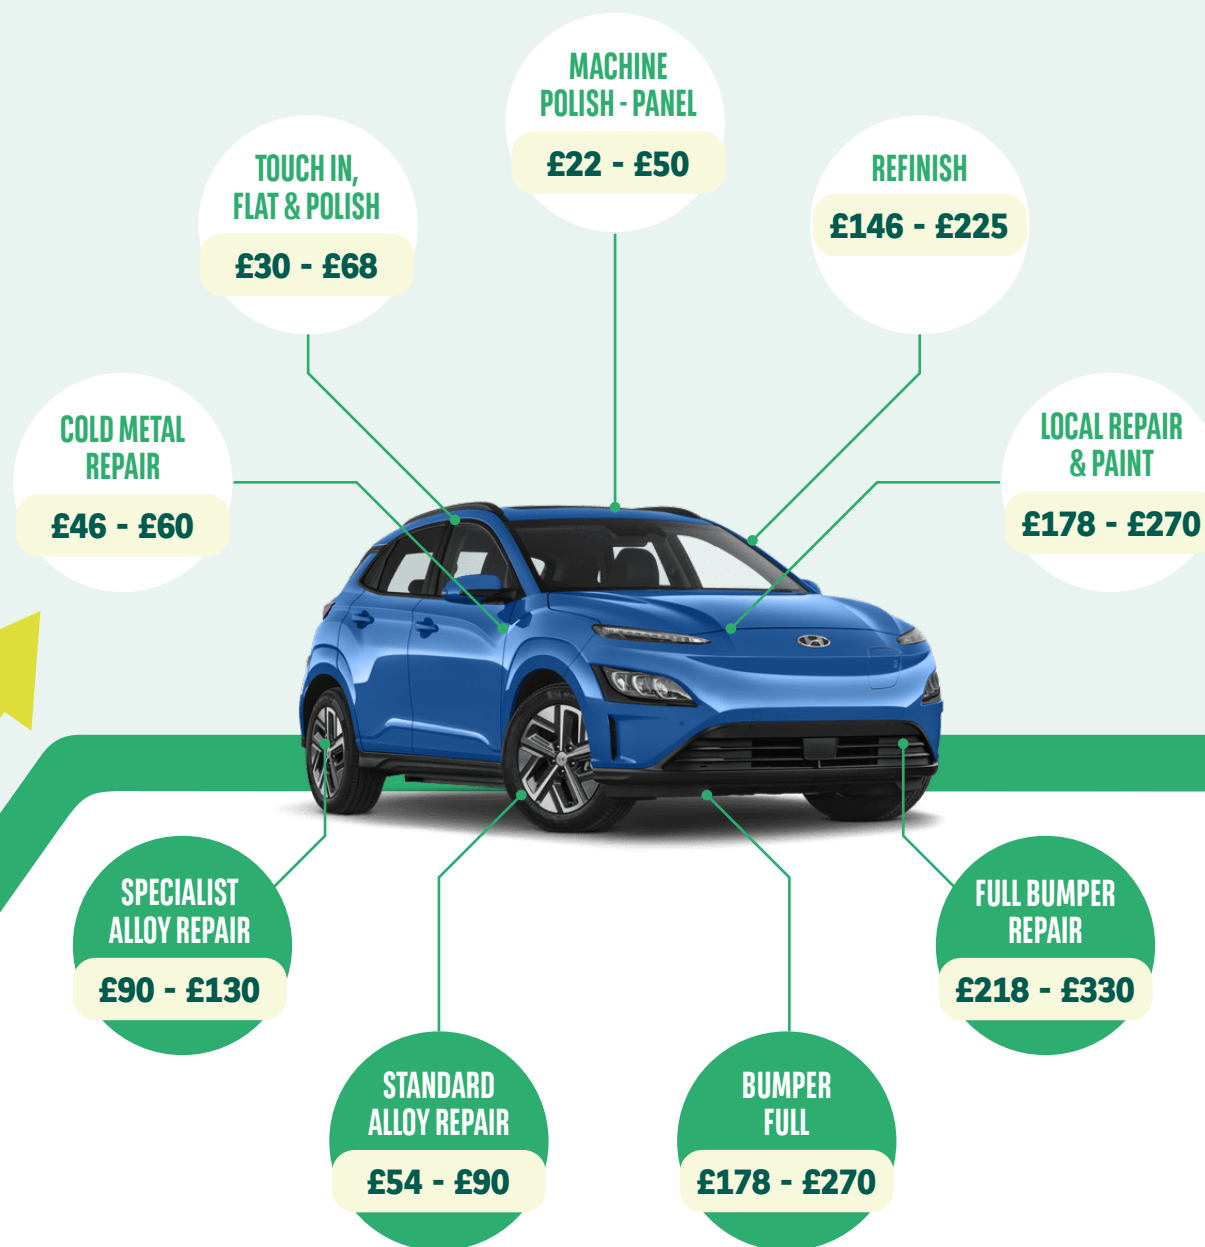 MACHINE
POLISH - PANEL
£22 - £50
TOUCH IN,
FLAT & POLISH
£30 - £68
REFINISH
£146 - £225
COLD METAL
REPAIR
£46 - £60
LOCAL REPAIR
& PAINT
£178 - £270
SPECIALIST
ALLOY REPAIR
£90 - £130
FULL BUMPER
REPAIR
£218 - £330
STANDARD
ALLOY REPAIR
£54 - £90
BUMPER
FULL
£178 - £270